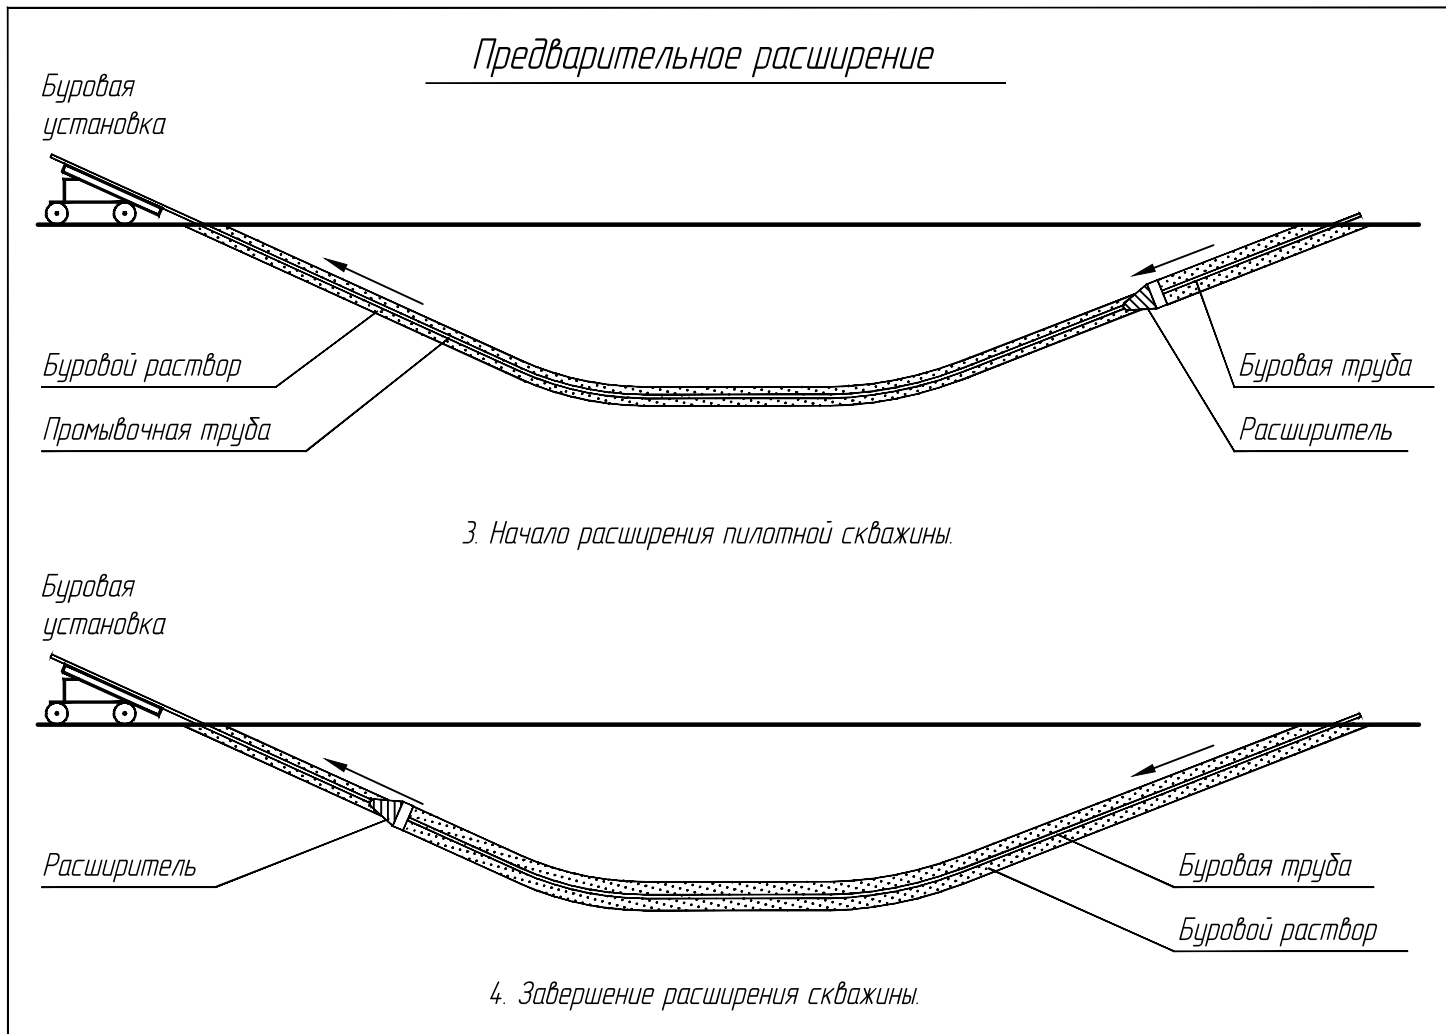 Предварительное расширение
Буровая
установка
Буровой раствор
Промывочная труба
Буровая труба
Расширитель
3. Начало расширения пилотной скважины.
Буровая
установка
Расширитель
Буровая труба
Буровой раствор
4. Завершение расширения скважины.